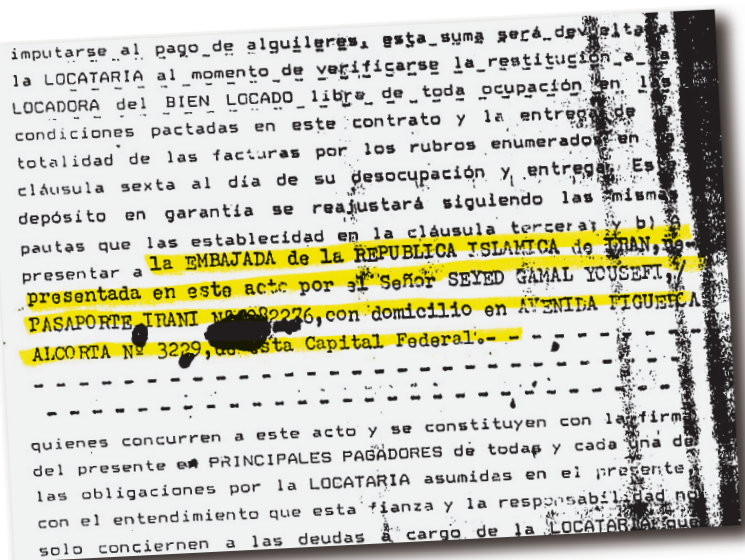 imputarse al pago de alquileres, esta suma será devuelta a
la LOCATARIA al momento de verificarse la restitución a la
LOCADORA del BIEN LOCADO libre de toda ocupación en las
condiciones pactadas en este contrato y la entrega de la
totalidad de las facturas por los rubros enumerados en
cláusula sexta al día de su desocupación y entrega. Es
depósito en garantía se reajustará siguiendo las mismas
pautas que las establecidad en la cláusula tercera; y b) A
presentar a la EMBAJADA de la REPUBLICA ISLAMICA de IRAN, re-
presentada en este acto por el Señor SEYED GAMAL YOUSEFI,/
PASAPORTE IRANI Nº 082276, con domicilio en AVENIDA FIGUEROA
ALCORTA Nº 3229, de esta Capital Federal.- - - - - - - -
- - - - - - - - - - - - - - - - - - - - - - - - - - - -
- - - - - - - - - - - - - - - - - - - - - - - - - - - -
quienes concurren a este acto y se constituyen con la firma
del presente en PRINCIPALES PAGADORES de todas y cada una de
las obligaciones por la LOCATARIA asumidas en el presente,
con el entendimiento que esta fianza y la responsabilidad no
solo conciernen a las deudas a cargo de la LOCATARIA que